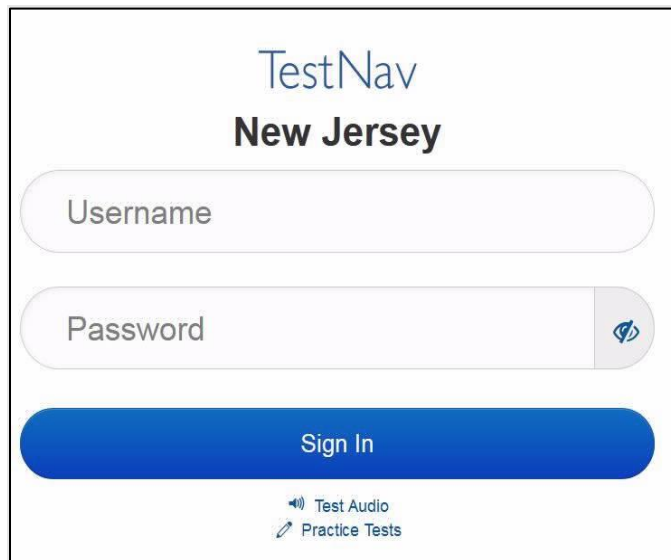 TestNav
New Jersey
Username
Password
Sign In
Test Audio
Practice Tests